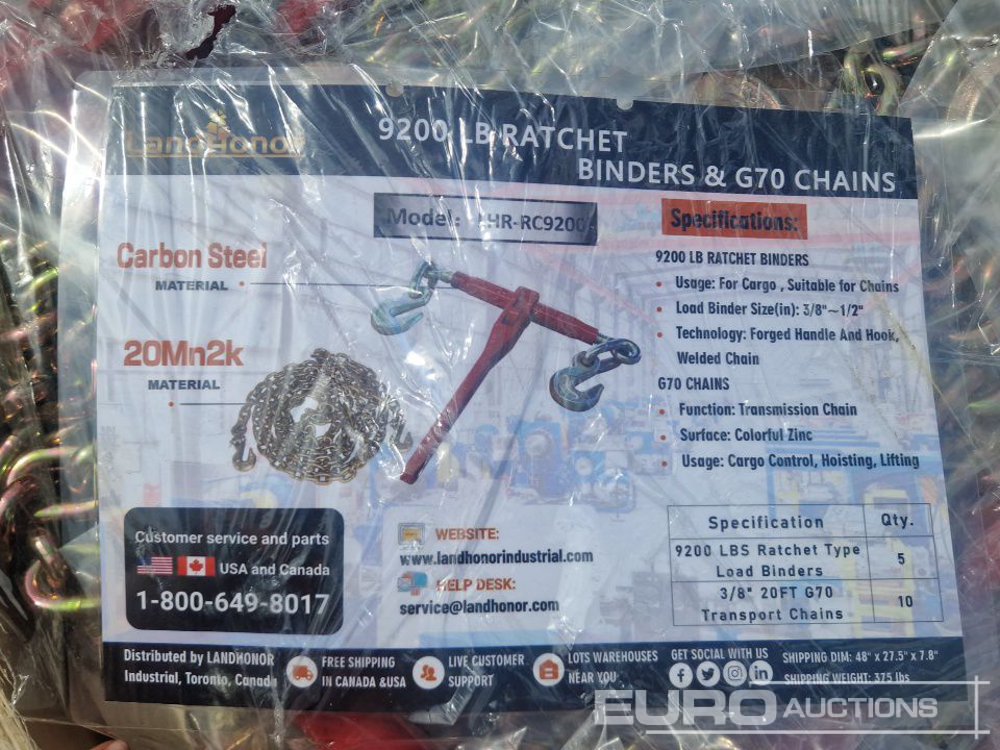 LandHonor
9200 LB RATCHET
BINDERS & G70 CHAINS
Model: LHR-RC9200
Specifications:
Carbon Steel
MATERIAL
20Mn2k
MATERIAL
9200 LB RATCHET BINDERS
• Usage: For Cargo , Suitable for Chains
• Load Binder Size(in): 3/8"~1/2"
• Technology: Forged Handle And Hook,
Welded Chain
G70 CHAINS
• Function: Transmission Chain
• Surface: Colorful Zinc
• Usage: Cargo Control, Hoisting, Lifting
Customer service and parts
USA and Canada
1-800-649-8017
WEBSITE:
www.landhonorindustrial.com
HELP DESK:
service@landhonor.com
Specification Qty.
9200 LBS Ratchet Type
Load Binders 5
3/8" 20FT G70
Transport Chains 10
Distributed by LANDHONOR
Industrial, Toronto, Canada
FREE SHIPPING
IN CANADA &USA
LIVE CUSTOMER
SUPPORT
LOTS WAREHOUSES
NEAR YOU
GET SOCIAL WITH US
SHIPPING DIM: 48" x 27.5" x 7.8"
SHIPPING WEIGHT: 375 lbs
EURO AUCTIONS